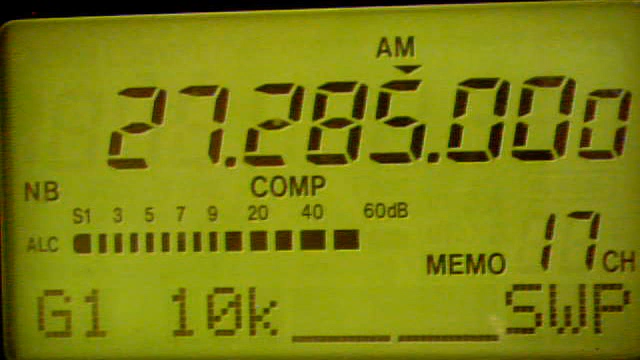 AM
27.285.000
NB COMP
S1 3 5 7 9 20 40 60dB
ALC
MEMO 17 CH
G1 10k SWP